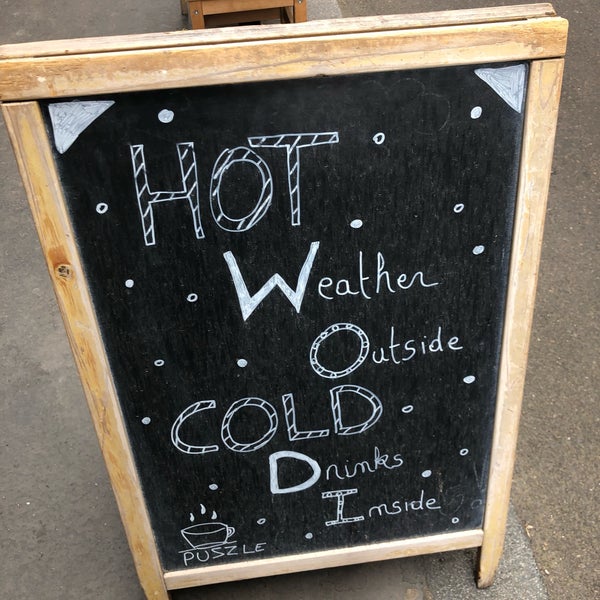 HOT
Weather
Outside
COLD
Drinks
Inside
PUSZLE